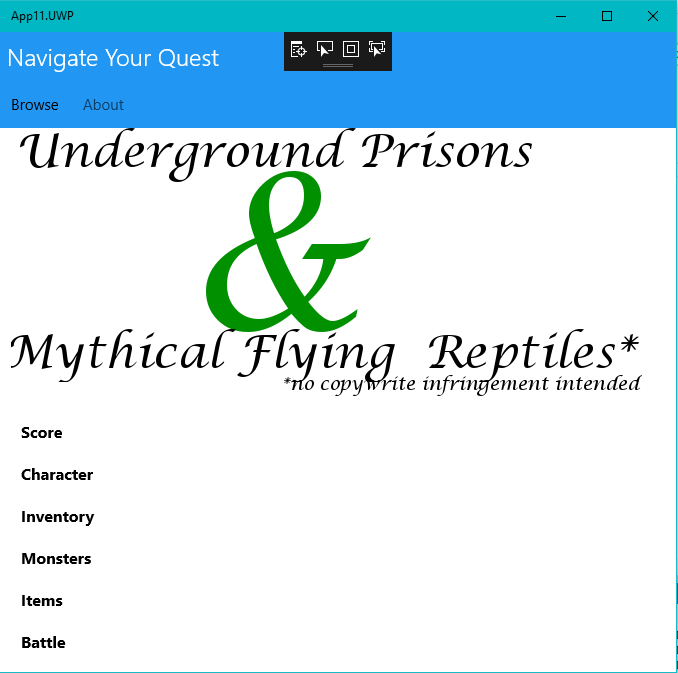 App11.UWP
Navigate Your Quest
Browse About
Underground Prisons
&
Mythical Flying Reptiles*
*no copywrite infringement intended
Score
Character
Inventory
Monsters
Items
Battle